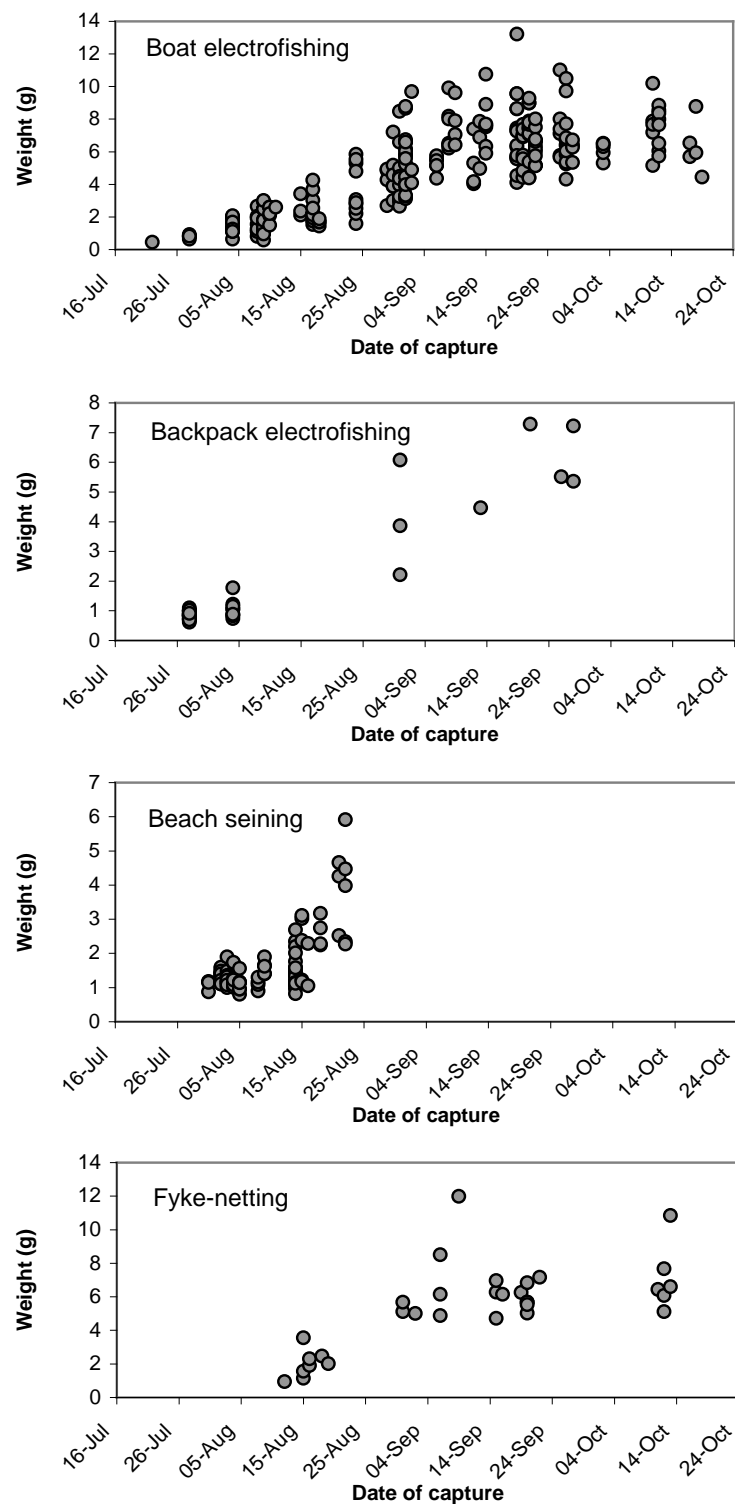 Boat electrofishing
Weight (g)
14
12
10
8
6
4
2
0
16-Jul 26-Jul 05-Aug 15-Aug 25-Aug 04-Sep 14-Sep 24-Sep 04-Oct 14-Oct 24-Oct
Date of capture
Backpack electrofishing
Weight (g)
8
7
6
5
4
3
2
1
0
16-Jul 26-Jul 05-Aug 15-Aug 25-Aug 04-Sep 14-Sep 24-Sep 04-Oct 14-Oct 24-Oct
Date of capture
Beach seining
Weight (g)
7
6
5
4
3
2
1
0
16-Jul 26-Jul 05-Aug 15-Aug 25-Aug 04-Sep 14-Sep 24-Sep 04-Oct 14-Oct 24-Oct
Date of capture
Fyke-netting
Weight (g)
14
12
10
8
6
4
2
0
16-Jul 26-Jul 05-Aug 15-Aug 25-Aug 04-Sep 14-Sep 24-Sep 04-Oct 14-Oct 24-Oct
Date of capture